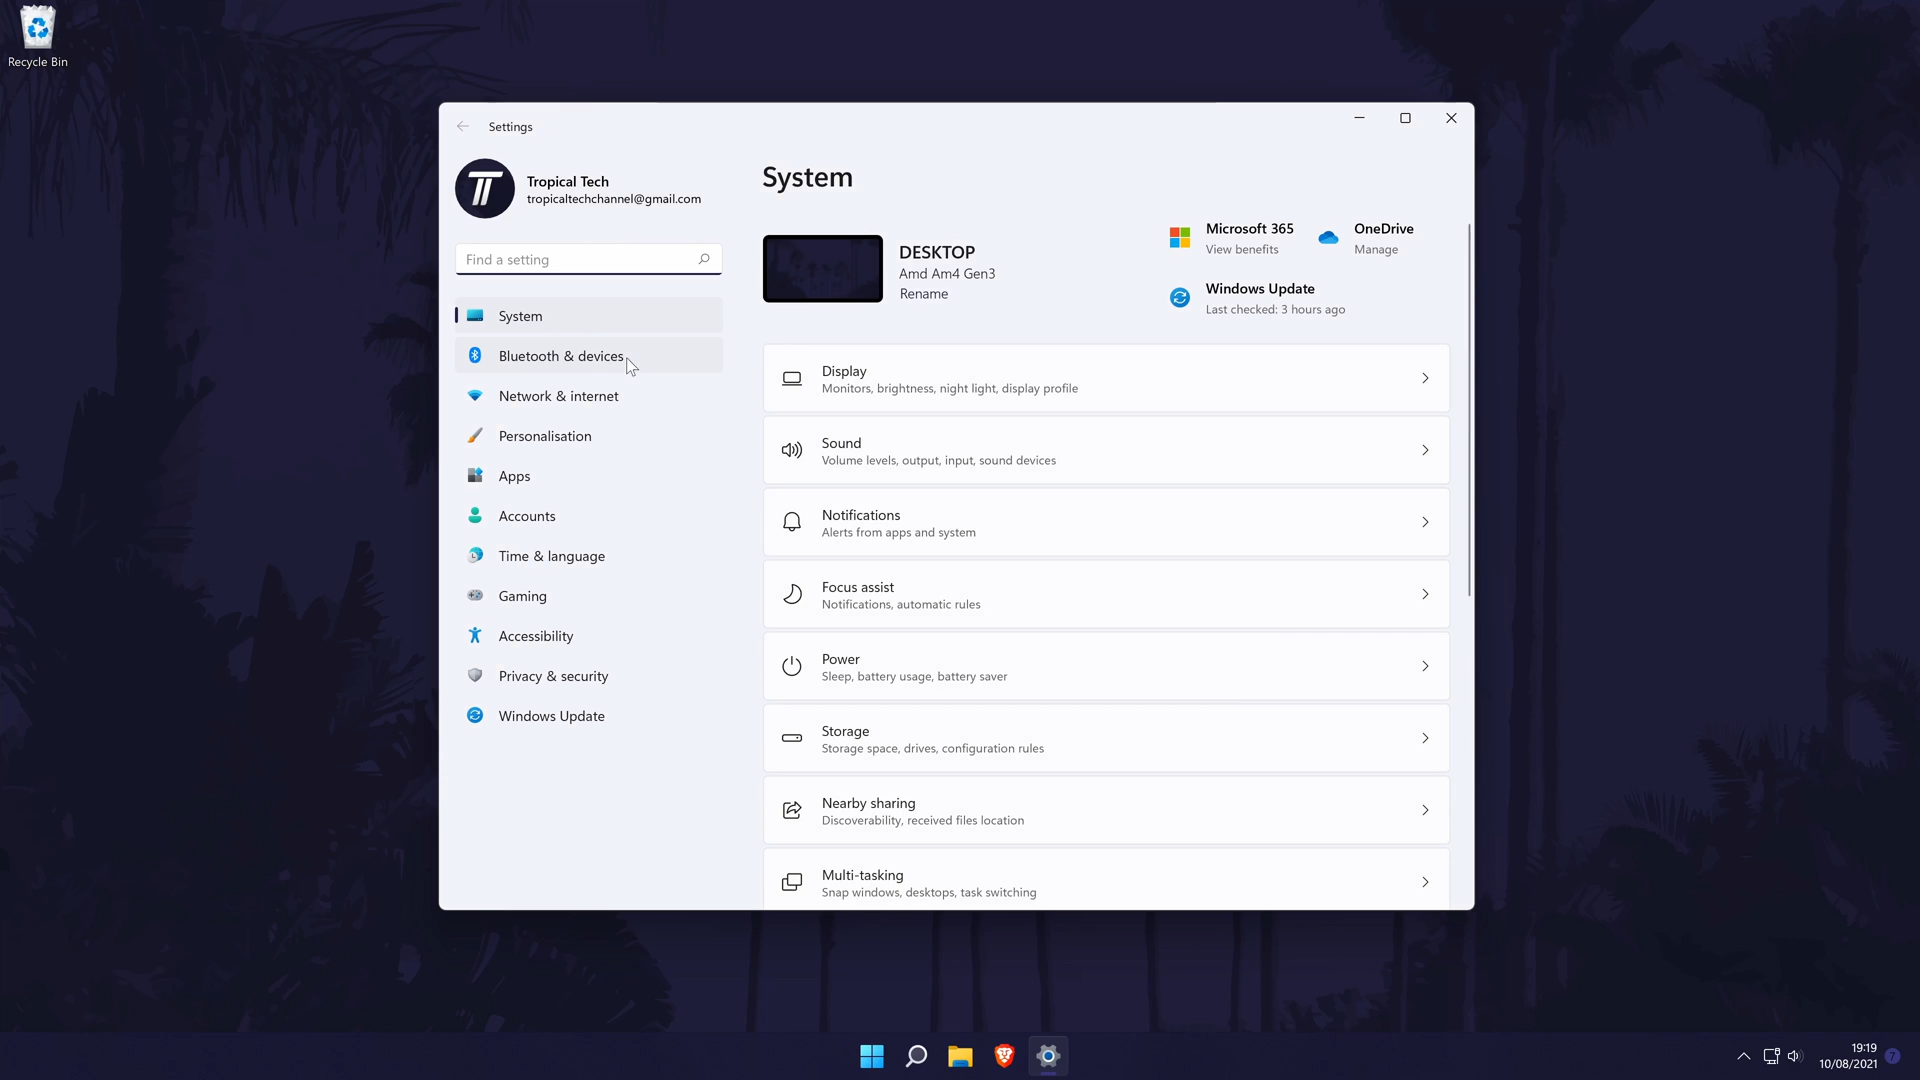 Recycle Bin
Settings
Tropical Tech
tropicaltechchannel@gmail.com
Find a setting
System
Bluetooth & devices
Network & internet
Personalisation
Apps
Accounts
Time & language
Gaming
Accessibility
Privacy & security
Windows Update
System
DESKTOP
Amd Am4 Gen3
Rename
Microsoft 365
View benefits
OneDrive
Manage
Windows Update
Last checked: 3 hours ago
Display
Monitors, brightness, night light, display profile
Sound
Volume levels, output, input, sound devices
Notifications
Alerts from apps and system
Focus assist
Notifications, automatic rules
Power
Sleep, battery usage, battery saver
Storage
Storage space, drives, configuration rules
Nearby sharing
Discoverability, received files location
Multi-tasking
Snap windows, desktops, task switching
19:19
10/08/2021
7